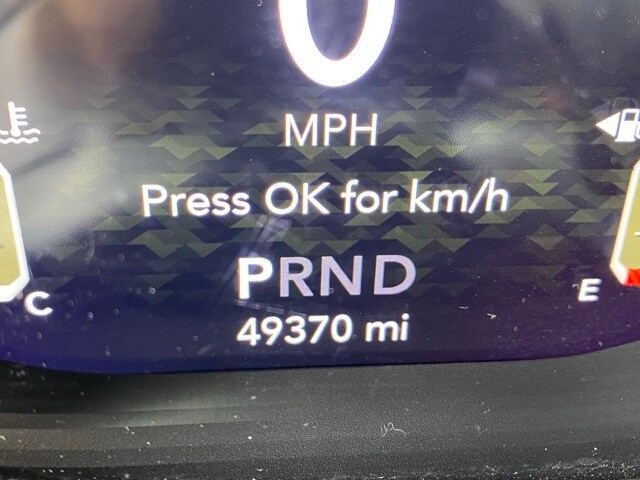 0
MPH
Press OK for km/h
PRND
C
E
49370 mi